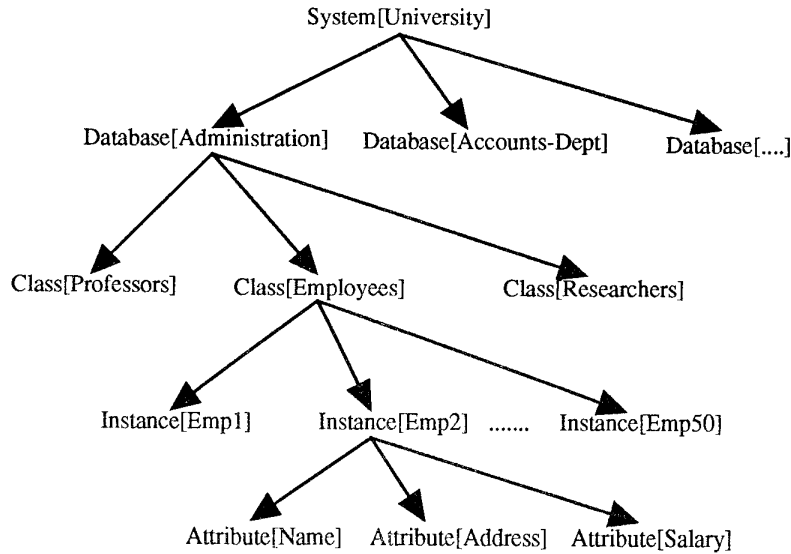 System[University]
Database[Administration] Database[Accounts-Dept] Database[....]
Class[Professors] Class[Employees] Class[Researchers]
Instance[Emp1] Instance[Emp2] ....... Instance[Emp50]
Attribute[Name] Attribute[Address] Attribute[Salary]